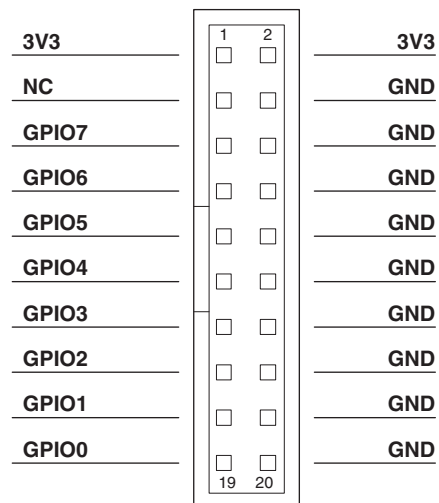 1 2
3V3 3V3
NC GND
GPIO7 GND
GPIO6 GND
GPIO5 GND
GPIO4 GND
GPIO3 GND
GPIO2 GND
GPIO1 GND
GPIO0 GND
19 20